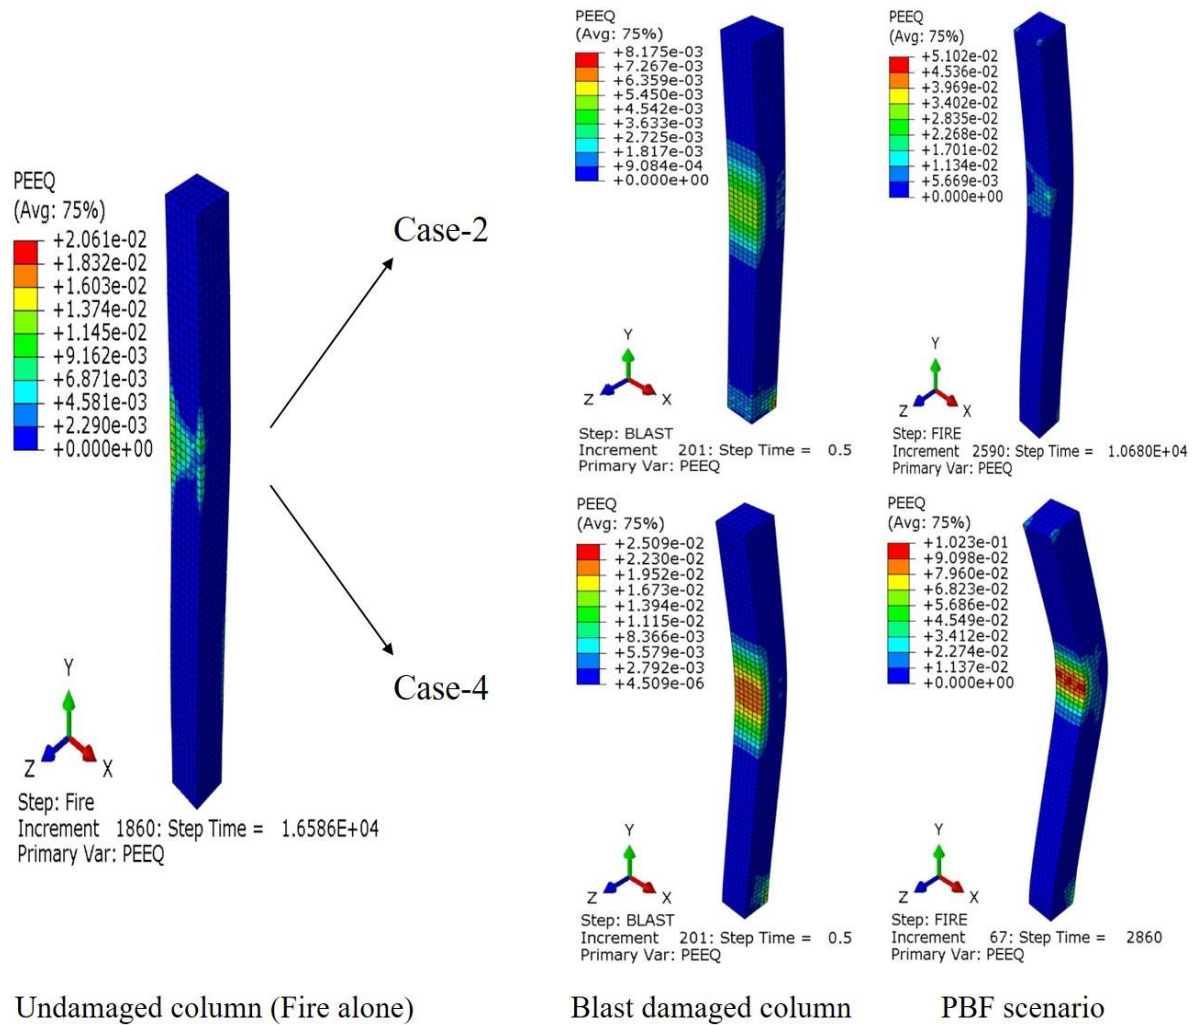 PEEQ
(Avg: 75%)
+2.061e-02
+1.832e-02
+1.603e-02
+1.374e-02
+1.145e-02
+9.162e-03
+6.871e-03
+4.581e-03
+2.290e-03
+0.000e+00
Y
Z
X
Step: Fire
Increment 1860: Step Time = 1.6586E+04
Primary Var: PEEQ
Case-2
Case-4
PEEQ
(Avg: 75%)
+8.175e-03
+7.267e-03
+6.359e-03
+5.450e-03
+4.542e-03
+3.633e-03
+2.725e-03
+1.817e-03
+9.084e-04
+0.000e+00
Y
Z
X
Step: BLAST
Increment 201: Step Time = 0.5
Primary Var: PEEQ
PEEQ
(Avg: 75%)
+5.102e-02
+4.536e-02
+3.969e-02
+3.402e-02
+2.835e-02
+2.268e-02
+1.701e-02
+1.134e-02
+5.669e-03
+0.000e+00
Y
Z
X
Step: FIRE
Increment 2590: Step Time = 1.0680E+04
Primary Var: PEEQ
PEEQ
(Avg: 75%)
+2.509e-02
+2.230e-02
+1.952e-02
+1.673e-02
+1.394e-02
+1.115e-02
+8.366e-03
+5.579e-03
+2.792e-03
+4.509e-06
Y
Z
X
Step: BLAST
Increment 201: Step Time = 0.5
Primary Var: PEEQ
PEEQ
(Avg: 75%)
+1.023e-01
+9.098e-02
+7.960e-02
+6.823e-02
+5.686e-02
+4.549e-02
+3.412e-02
+2.274e-02
+1.137e-02
+0.000e+00
Y
Z
X
Step: FIRE
Increment 67: Step Time = 2860
Primary Var: PEEQ
Undamaged column (Fire alone)
Blast damaged column
PBF scenario